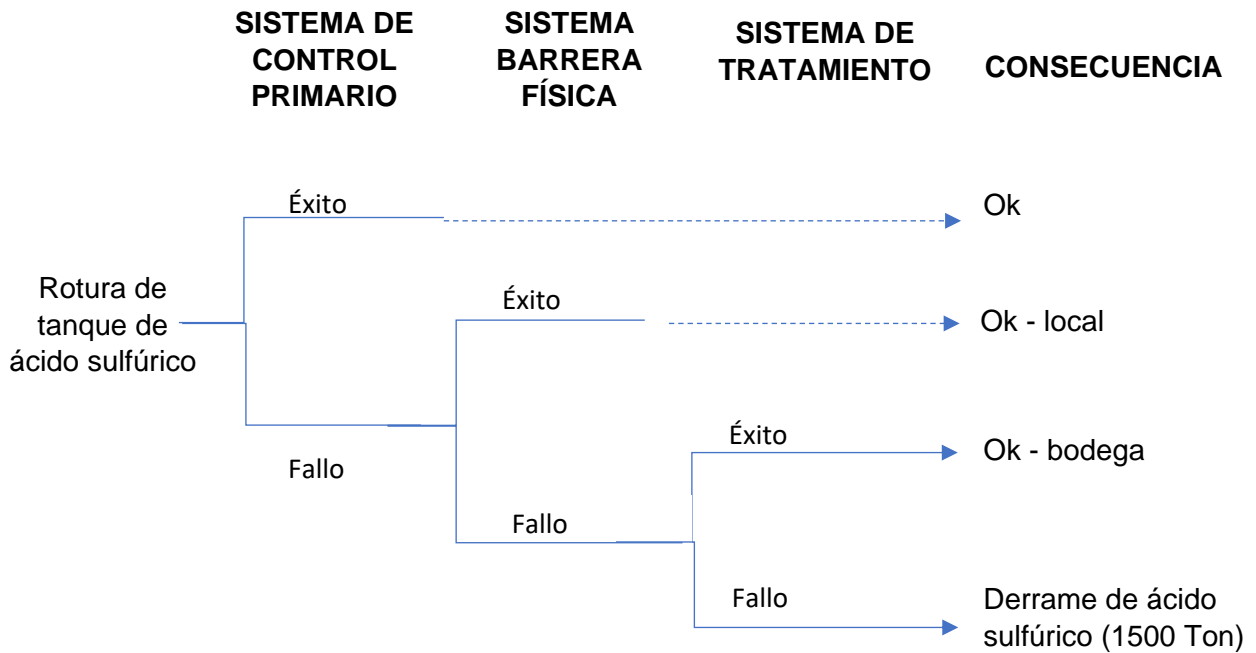 SISTEMA DE
CONTROL
PRIMARIO
SISTEMA
BARRERA
FÍSICA
SISTEMA DE
TRATAMIENTO
CONSECUENCIA
Éxito
Ok
Rotura de
tanque de
ácido sulfúrico
Éxito
Ok - local
Fallo
Éxito
Ok - bodega
Fallo
Fallo
Derrame de ácido
sulfúrico (1500 Ton)